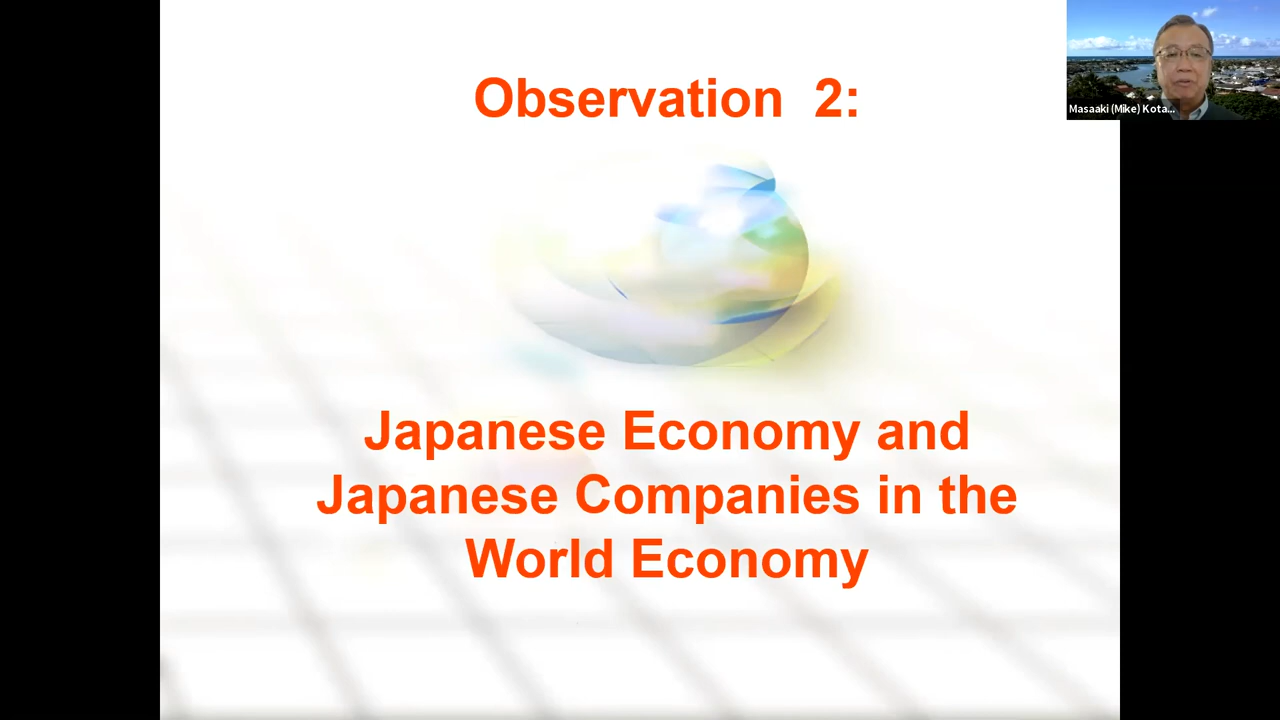 Observation 2:
Masaaki (Mike) Kota...
Japanese Economy and
Japanese Companies in the
World Economy